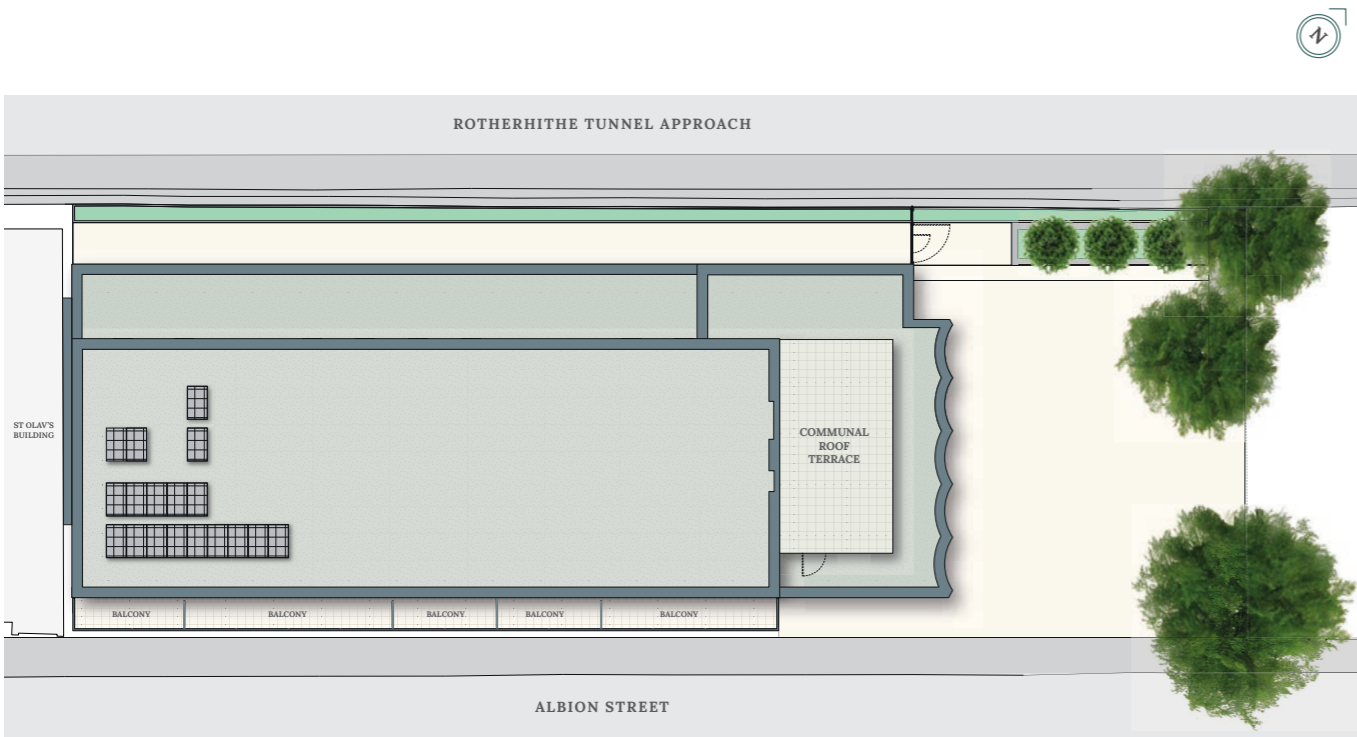 N
ROTHERHITHE TUNNEL APPROACH
ST OLAV'S
BUILDING
COMMUNAL
ROOF
TERRACE
BALCONY
BALCONY
BALCONY
BALCONY
BALCONY
ALBION STREET